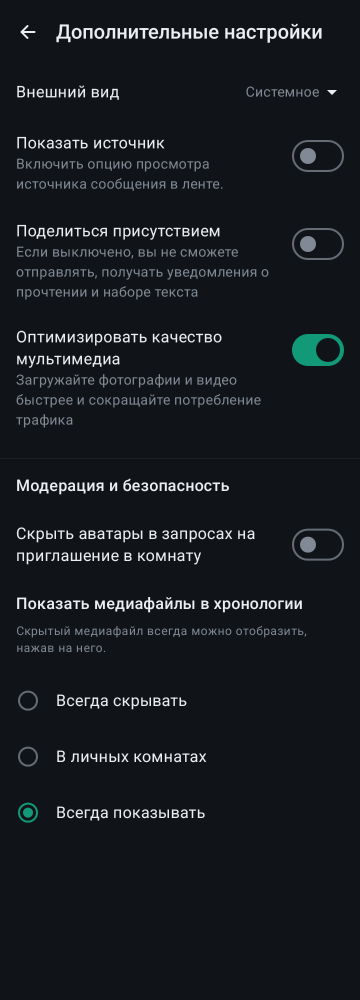 Дополнительные настройки
Внешний вид
Системное
Показать источник
Включить опцию просмотра
источника сообщения в ленте.
Поделиться присутствием
Если выключено, вы не сможете
отправлять, получать уведомления о
прочтении и наборе текста
Оптимизировать качество
мультимедиа
Загружайте фотографии и видео
быстрее и сокращайте потребление
трафика
Модерация и безопасность
Скрыть аватары в запросах на
приглашение в комнату
Показать медиафайлы в хронологии
Скрытый медиафайл всегда можно отобразить,
нажав на него.
Всегда скрывать
В личных комнатах
Всегда показывать